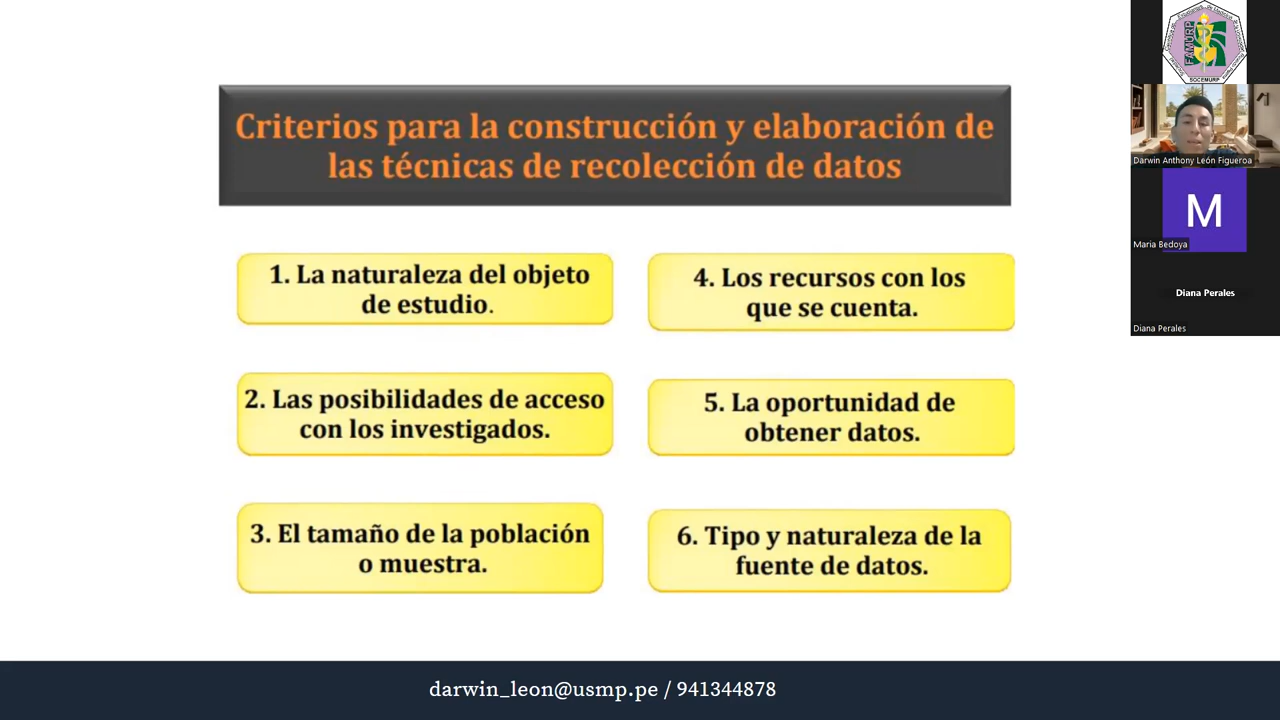 Criterios para la construcción y elaboración de
las técnicas de recolección de datos
1. La naturaleza del objeto
de estudio.
2. Las posibilidades de acceso
con los investigados.
3. El tamaño de la población
o muestra.
4. Los recursos con los
que se cuenta.
5. La oportunidad de
obtener datos.
6. Tipo y naturaleza de la
fuente de datos.
darwin_leon@usmp.pe / 941344878
FAMURP
SOCEMURP
Darwin Anthony León Figueroa
M
Maria Bedoya
Diana Perales
Diana Perales